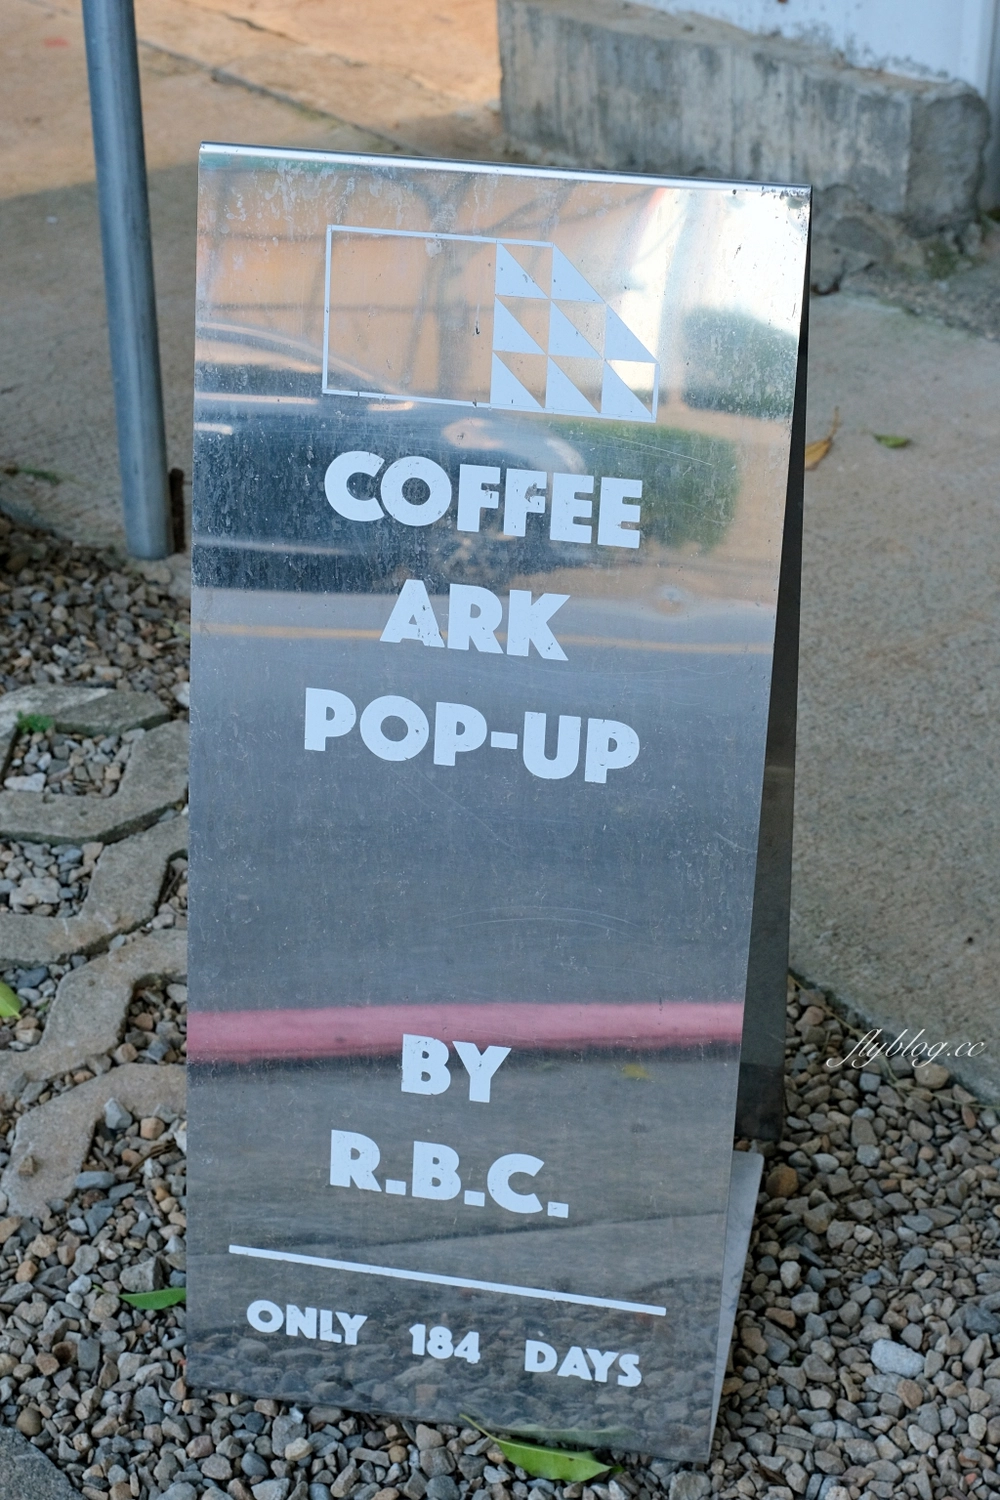 COFFEE
ARK
POP-UP
BY
R.B.C.
ONLY 184 DAYS
flyblog.cc